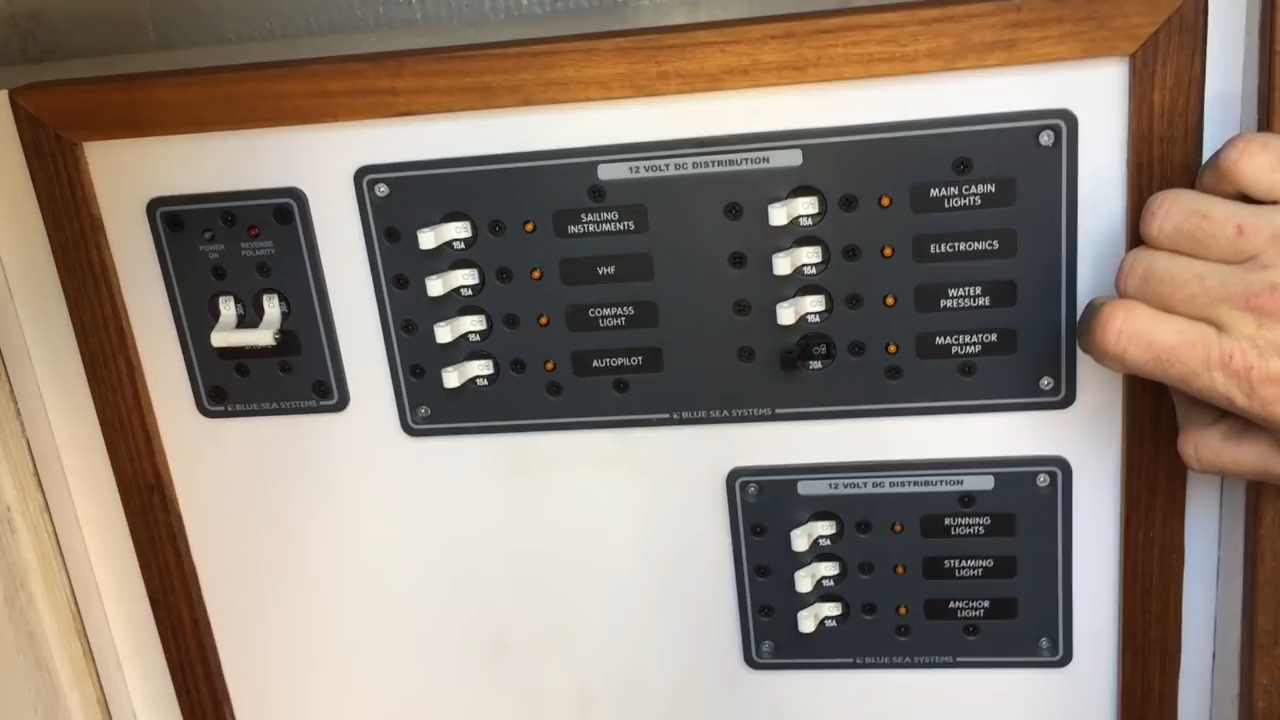 POWER
ON
REVERSE
POLARITY
BLUE SEA SYSTEMS
12 VOLT DC DISTRIBUTION
15A
SAILING
INSTRUMENTS
15A
VHF
15A
COMPASS
LIGHT
15A
AUTOPILOT
15A
MAIN CABIN
LIGHTS
15A
ELECTRONICS
15A
WATER
PRESSURE
20A
MACERATOR
PUMP
BLUE SEA SYSTEMS
12 VOLT DC DISTRIBUTION
15A
RUNNING
LIGHTS
15A
STEAMING
LIGHT
15A
ANCHOR
LIGHT
BLUE SEA SYSTEMS